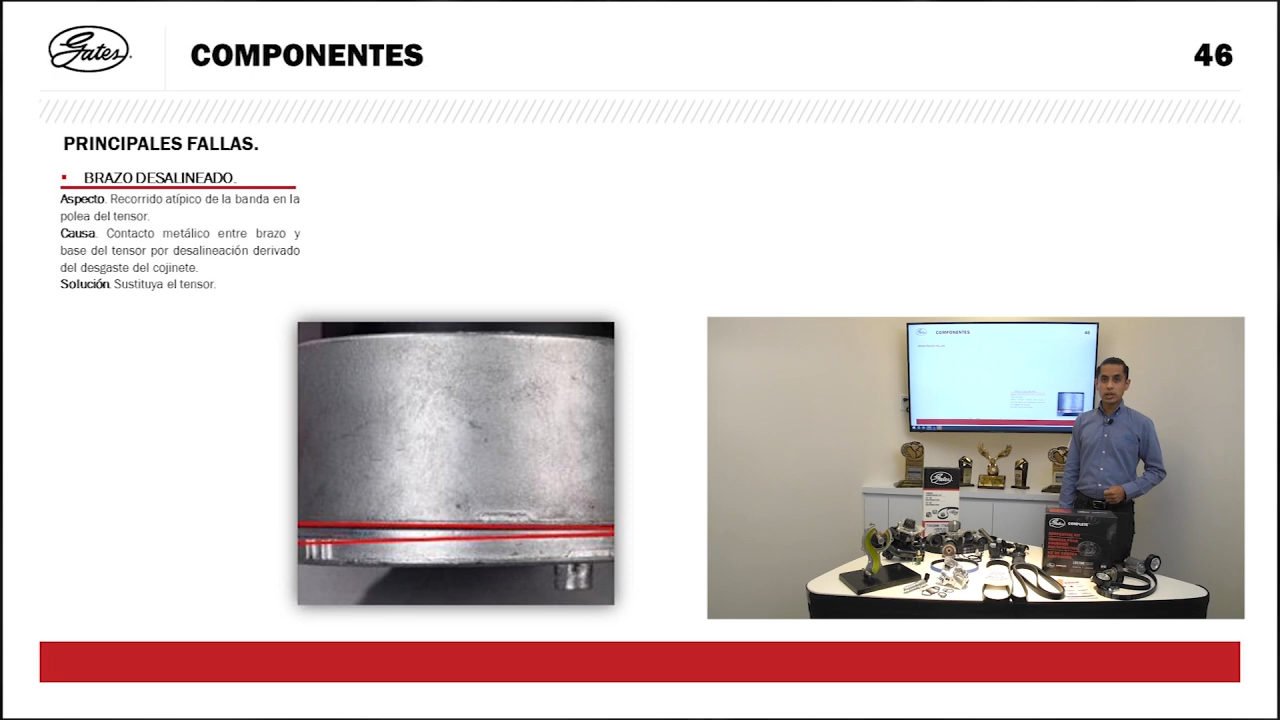 Gates
COMPONENTES
46
PRINCIPALES FALLAS.
▪ BRAZO DESALINEADO.
Aspecto. Recorrido atípico de la banda en la
polea del tensor.
Causa. Contacto metálico entre brazo y
base del tensor por desalineación derivado
del desgaste del cojinete.
Solución. Sustituya el tensor.
COMPONENTES
46
Gates
Gates